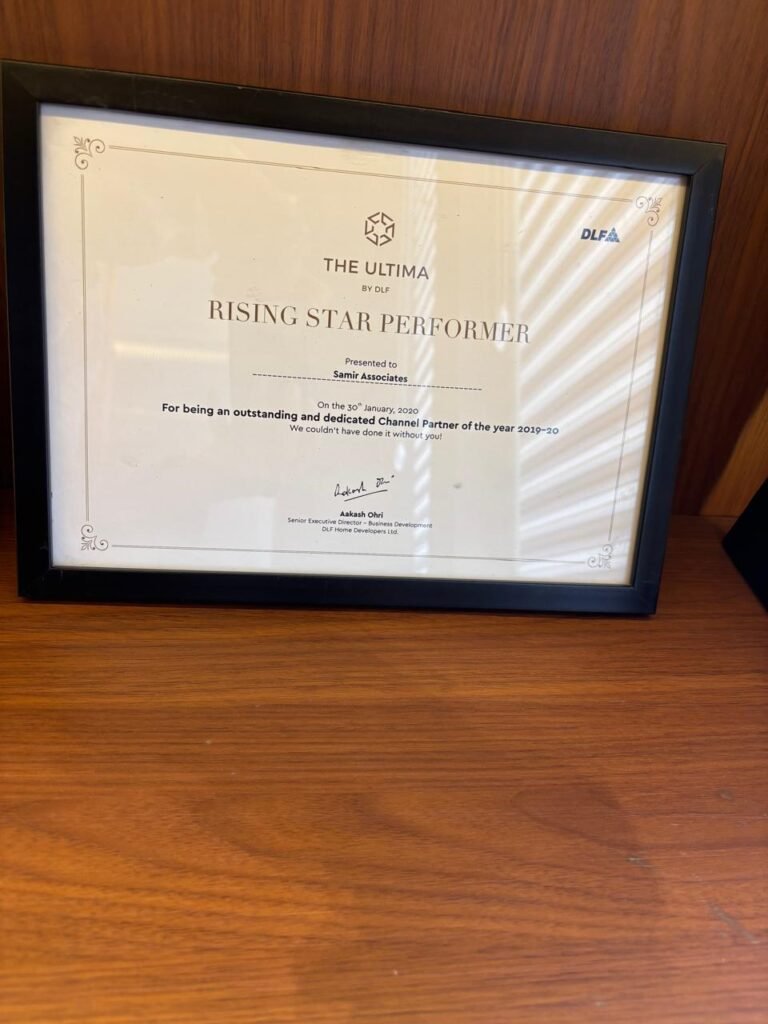 DLF
THE ULTIMA
BY DLF
RISING STAR PERFORMER
Presented to
Samir Associates
On the 30th January, 2020
For being an outstanding and dedicated Channel Partner of the year 2019-20
We couldn't have done it without you!
Aakash Ohri
Aakash Ohri
Senior Executive Director - Business Development
DLF Home Developers Ltd.